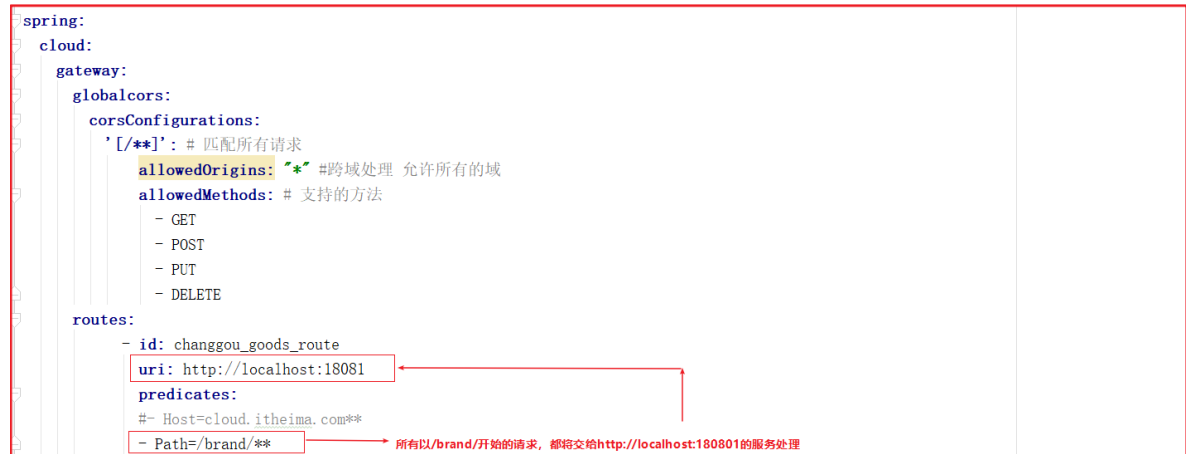 spring:
cloud:
gateway:
globalcors:
corsConfigurations:
'[/**]': # 匹配所有请求
allowedOrigins: "*" #跨域处理 允许所有的域
allowedMethods: # 支持的方法
- GET
- POST
- PUT
- DELETE
routes:
- id: changgou_goods_route
uri: http://localhost:18081
predicates:
#- Host=cloud.itheima.com**
- Path=/brand/**
所有以/brand/开始的请求，都将交给http://localhost:180801的服务处理